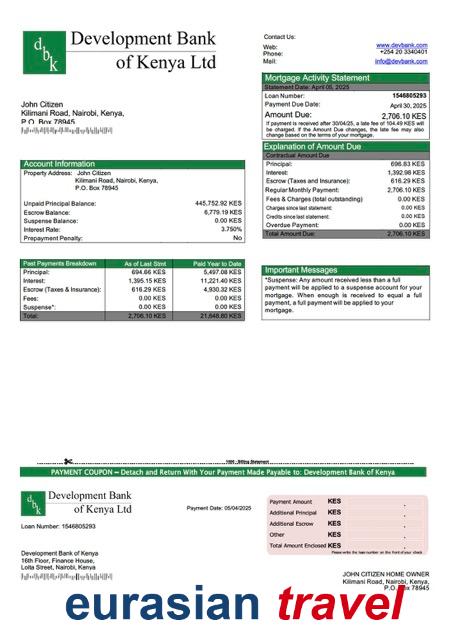 dbk
Development Bank
of Kenya Ltd
Contact Us:
Web: www.devbank.com
Phone: +254 20 3340401
Mail: info@devbank.com
Mortgage Activity Statement
Statement Date: April 05, 2025
Loan Number: 1546805293
Payment Due Date: April 30, 2025
Amount Due: 2,706.10 KES
If payment is received after 30/04/25, a late fee of 104.49 KES will
be charged. If the Amount Due changes, the late fee may also
change based on the terms of your mortgage.
John Citizen
Kilimani Road, Nairobi, Kenya,
P.O. Box 78945
Explanation of Amount Due
Contractual Amount Due
Principal: 696.83 KES
Interest: 1,392.98 KES
Escrow (Taxes and Insurance): 616.29 KES
Regular Monthly Payment: 2,706.10 KES
Fees & Charges (total outstanding) 0.00 KES
Charges since last statement: 0.00 KES
Credits since last statement: 0.00 KES
Overdue Payment: 0.00 KES
Total Amount Due: 2,706.10 KES
Account Information
Property Address: John Citizen
Kilimani Road, Nairobi, Kenya,
P.O. Box 78945
Unpaid Principal Balance: 445,752.92 KES
Escrow Balance: 6,779.19 KES
Suspense Balance: 0.00 KES
Interest Rate: 3.750%
Prepayment Penalty: No
Past Payments Breakdown As of Last Stmt Paid Year to Date
Principal: 694.66 KES 5,497.08 KES
Interest: 1,395.15 KES 11,221.40 KES
Escrow (Taxes & Insurance): 616.29 KES 4,930.32 KES
Fees: 0.00 KES 0.00 KES
Suspense*: 0.00 KES 0.00 KES
Total: 2,706.10 KES 21,648.80 KES
Important Messages
*Suspense: Any amount received less than a full
payment will be applied to a suspense account for your
mortgage. When enough is received to equal a full
payment, a full payment will be applied to your
mortgage.
Billing Statement
PAYMENT COUPON – Detach and Return With Your Payment Made Payable to: Development Bank of Kenya
dbk
Development Bank
of Kenya Ltd
Payment Date: 05/04/2025
Loan Number: 1546805293
Payment Amount KES .
Additional Principal KES .
Additional Escrow KES .
Other KES .
Total Amount Enclosed KES .
Please write the loan number on the front of your check
Development Bank of Kenya
16th Floor, Finance House,
Loita Street, Nairobi, Kenya
JOHN CITIZEN HOME OWNER
Kilimani Road, Nairobi, Kenya,
P.O. Box 78945
eurasian travel